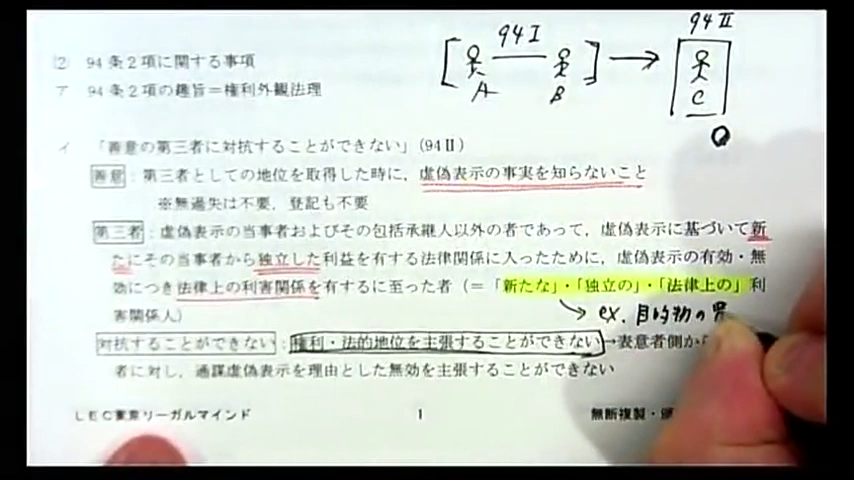 94Ⅰ
94Ⅱ
A
B
C
② 94条2項に関する事項
ア 94条2項の趣旨＝権利外観法理
イ 「善意の第三者に対抗することができない」(94Ⅱ)
善意：第三者としての地位を取得した時に，虚偽表示の事実を知らないこと
※無過失は不要，登記も不要
第三者：虚偽表示の当事者およびその包括承継人以外の者であって，虚偽表示に基づいて新
たにその当事者から独立した利益を有する法律関係に入ったために，虚偽表示の有効・無
効につき法律上の利害関係を有するに至った者（＝「新たな」・「独立の」・「法律上の」利
害関係人）
ex. 目的物の
対抗することができない：権利・法的地位を主張することができない→表意者側か
者に対し，通謀虚偽表示を理由とした無効を主張することができない
ＬＥＣ東京リーガルマインド
1
無断複製・